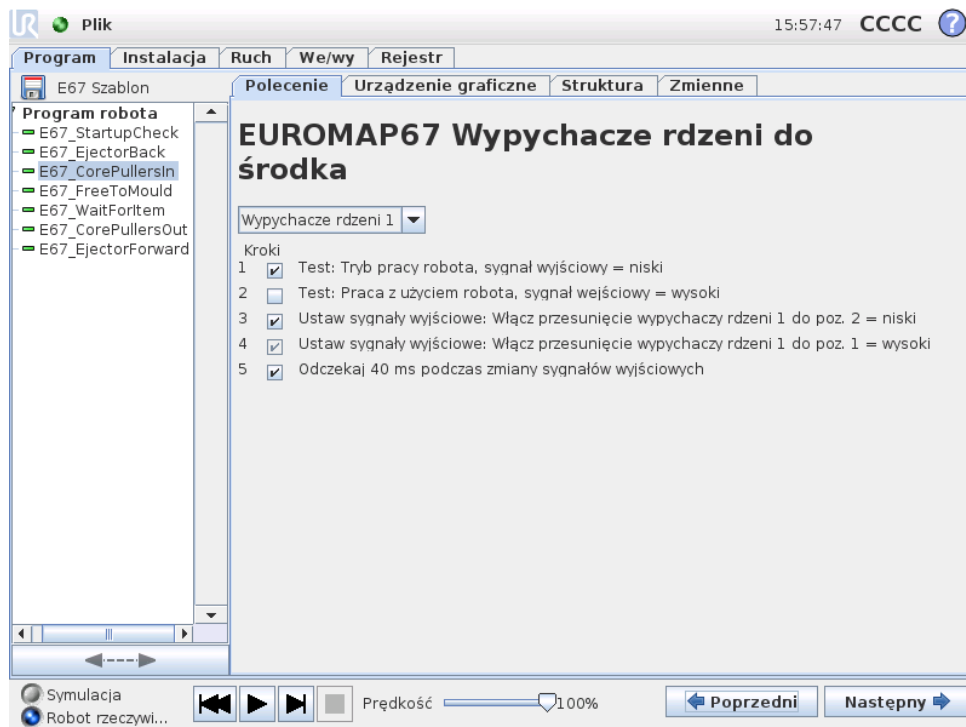 UR Plik 15:57:47 CCCC ?
Program Instalacja Ruch We/wy Rejestr
E67 Szablon
Polecenie Urządzenie graficzne Struktura Zmienne
Program robota
E67_StartupCheck
E67_EjectorBack
E67_CorePullersIn
E67_FreeToMould
E67_WaitForItem
E67_CorePullersOut
E67_EjectorForward
EUROMAP67 Wypychacze rdzeni do
środka
Wypychacze rdzeni 1
Kroki
1 Test: Tryb pracy robota, sygnał wyjściowy = niski
2 Test: Praca z użyciem robota, sygnał wejściowy = wysoki
3 Ustaw sygnały wyjściowe: Włącz przesunięcie wypychaczy rdzeni 1 do poz. 2 = niski
4 Ustaw sygnały wyjściowe: Włącz przesunięcie wypychaczy rdzeni 1 do poz. 1 = wysoki
5 Odczekaj 40 ms podczas zmiany sygnałów wyjściowych
Symulacja
Robot rzeczywi...
Prędkość 100%
Poprzedni Następny